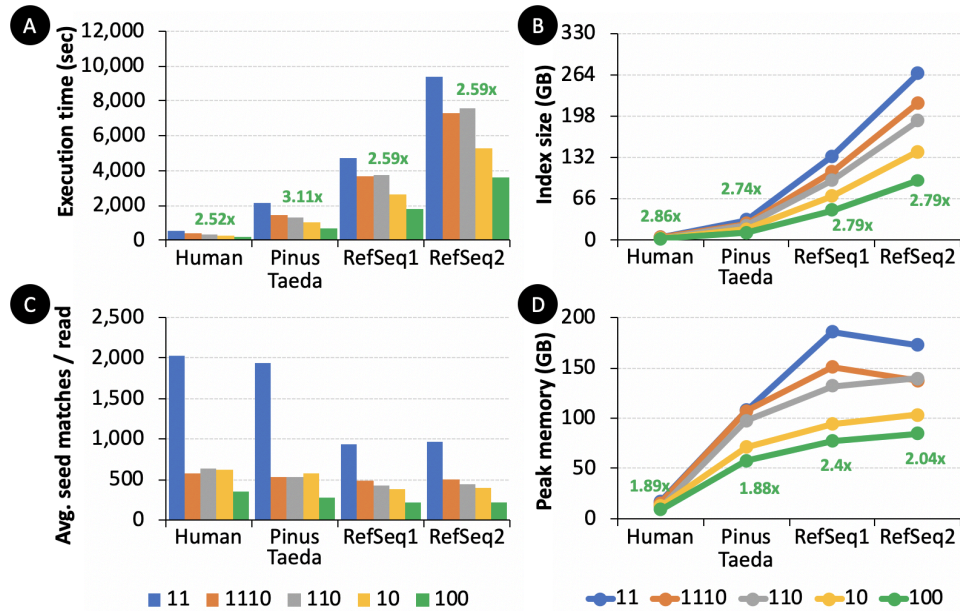 A
Execution time (sec)
12,000
10,000
8,000
6,000
4,000
2,000
0
2.52x
3.11x
2.59x
2.59x
Human
Pinus
Taeda
RefSeq1
RefSeq2
B
Index size (GB)
330
264
198
132
66
0
2.86x
2.74x
2.79x
2.79x
Human
Pinus
Taeda
RefSeq1
RefSeq2
C
Avg. seed matches / read
2,500
2,000
1,500
1,000
500
0
Human
Pinus
Taeda
RefSeq1
RefSeq2
11 1110 110 10 100
D
Peak memory (GB)
200
150
100
50
0
1.89x
1.88x
2.4x
2.04x
Human
Pinus
Taeda
RefSeq1
RefSeq2
11 1110 110 10 100